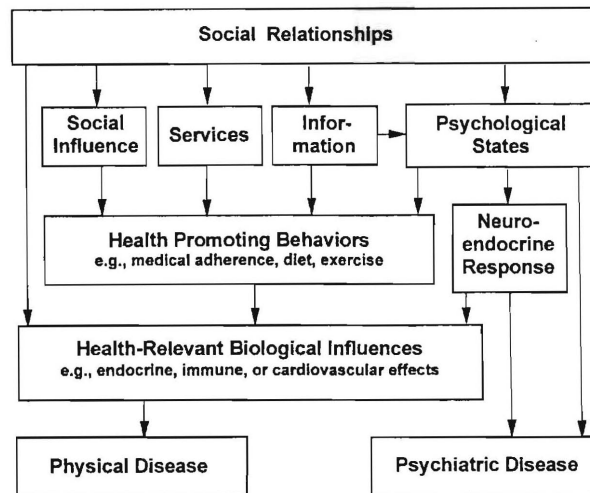 Social Relationships
Social
Influence
Services
Infor-
mation
Psychological
States
Health Promoting Behaviors
e.g., medical adherence, diet, exercise
Neuro-
endocrine
Response
Health-Relevant Biological Influences
e.g., endocrine, immune, or cardiovascular effects
Physical Disease
Psychiatric Disease